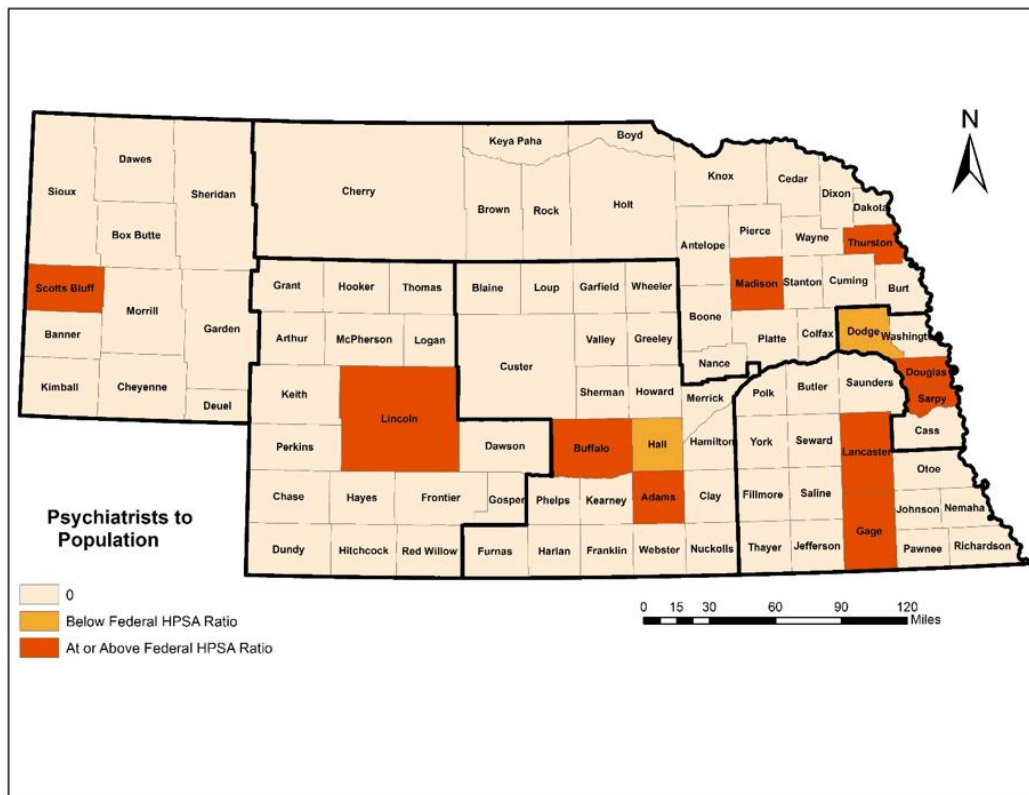 N
Keya Paha
Boyd
Dawes
Sioux
Sheridan
Cherry
Knox
Cedar
Dixon
Dakota
Brown
Rock
Holt
Box Butte
Antelope
Pierce
Wayne
Thurston
Scotts Bluff
Grant
Hooker
Thomas
Blaine
Loup
Garfield
Wheeler
Madison
Stanton
Cuming
Burt
Morrill
Garden
Banner
Arthur
McPherson
Logan
Valley
Greeley
Boone
Platte
Colfax
Dodge
Washingt
Custer
Nance
Kimball
Cheyenne
Deuel
Keith
Lincoln
Sherman
Howard
Merrick
Polk
Butler
Saunders
Douglas
Sarpy
Cass
Perkins
Dawson
Buffalo
Hall
Hamilton
York
Seward
Lancaster
Otoe
Chase
Hayes
Frontier
Gosper
Phelps
Kearney
Adams
Clay
Fillmore
Saline
Gage
Johnson
Nemaha
Dundy
Hitchcock
Red Willow
Furnas
Harlan
Franklin
Webster
Nuckolls
Thayer
Jefferson
Pawnee
Richardson
Psychiatrists to
Population
0
Below Federal HPSA Ratio
At or Above Federal HPSA Ratio
0 15 30 60 90 120
Miles